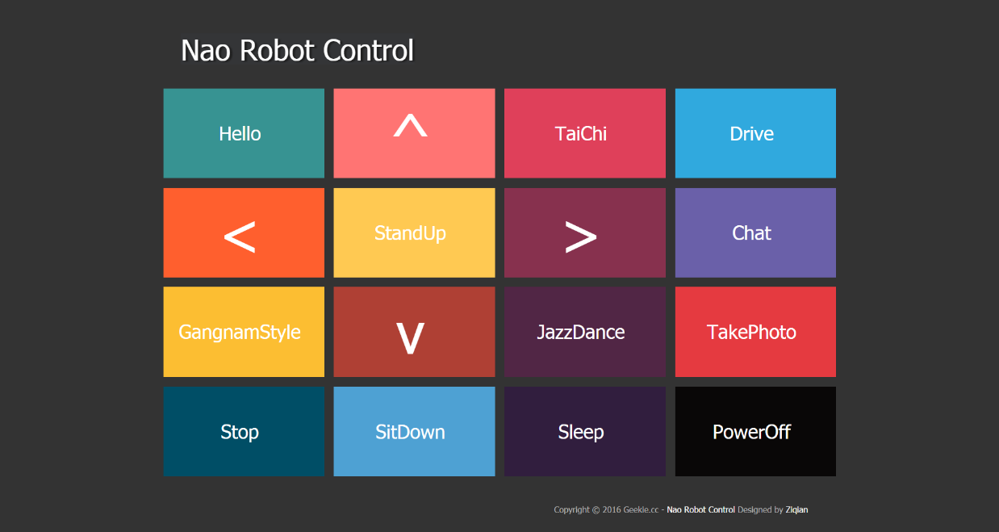 Nao Robot Control
Hello
^
TaiChi
Drive
<
StandUp
>
Chat
GangnamStyle
v
JazzDance
TakePhoto
Stop
SitDown
Sleep
PowerOff
Copyright © 2016 Geekle.cc - Nao Robot Control Designed by Ziqian